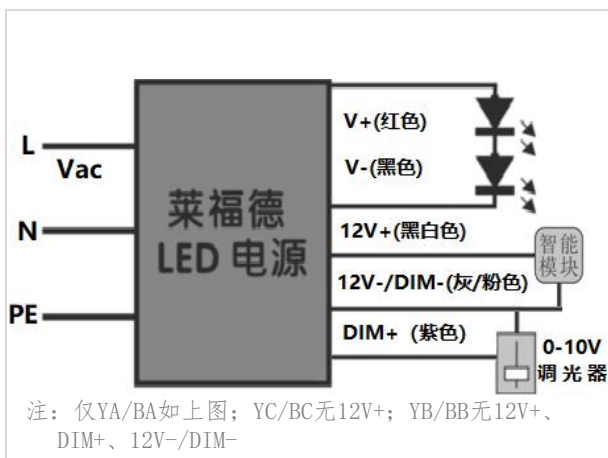 V+(红色)
L
Vac
V-(黑色)
莱福德
LED 电源
N
12V+(黑白色)
智能
模块
12V-/DIM-(灰/粉色)
PE
DIM+ (紫色)
0-10V
调光器
注: 仅YA/BA如上图; YC/BC无12V+; YB/BB无12V+、
DIM+、12V-/DIM-